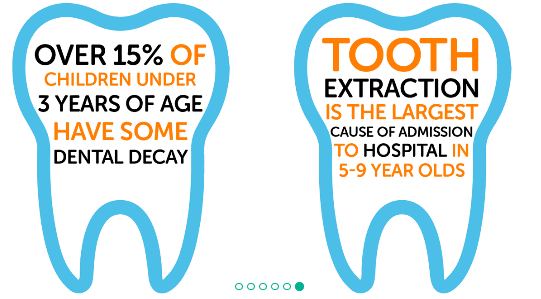 OVER 15% OF
CHILDREN UNDER
3 YEARS OF AGE
HAVE SOME
DENTAL DECAY
TOOTH
EXTRACTION
IS THE LARGEST
CAUSE OF ADMISSION
TO HOSPITAL IN
5-9 YEAR OLDS